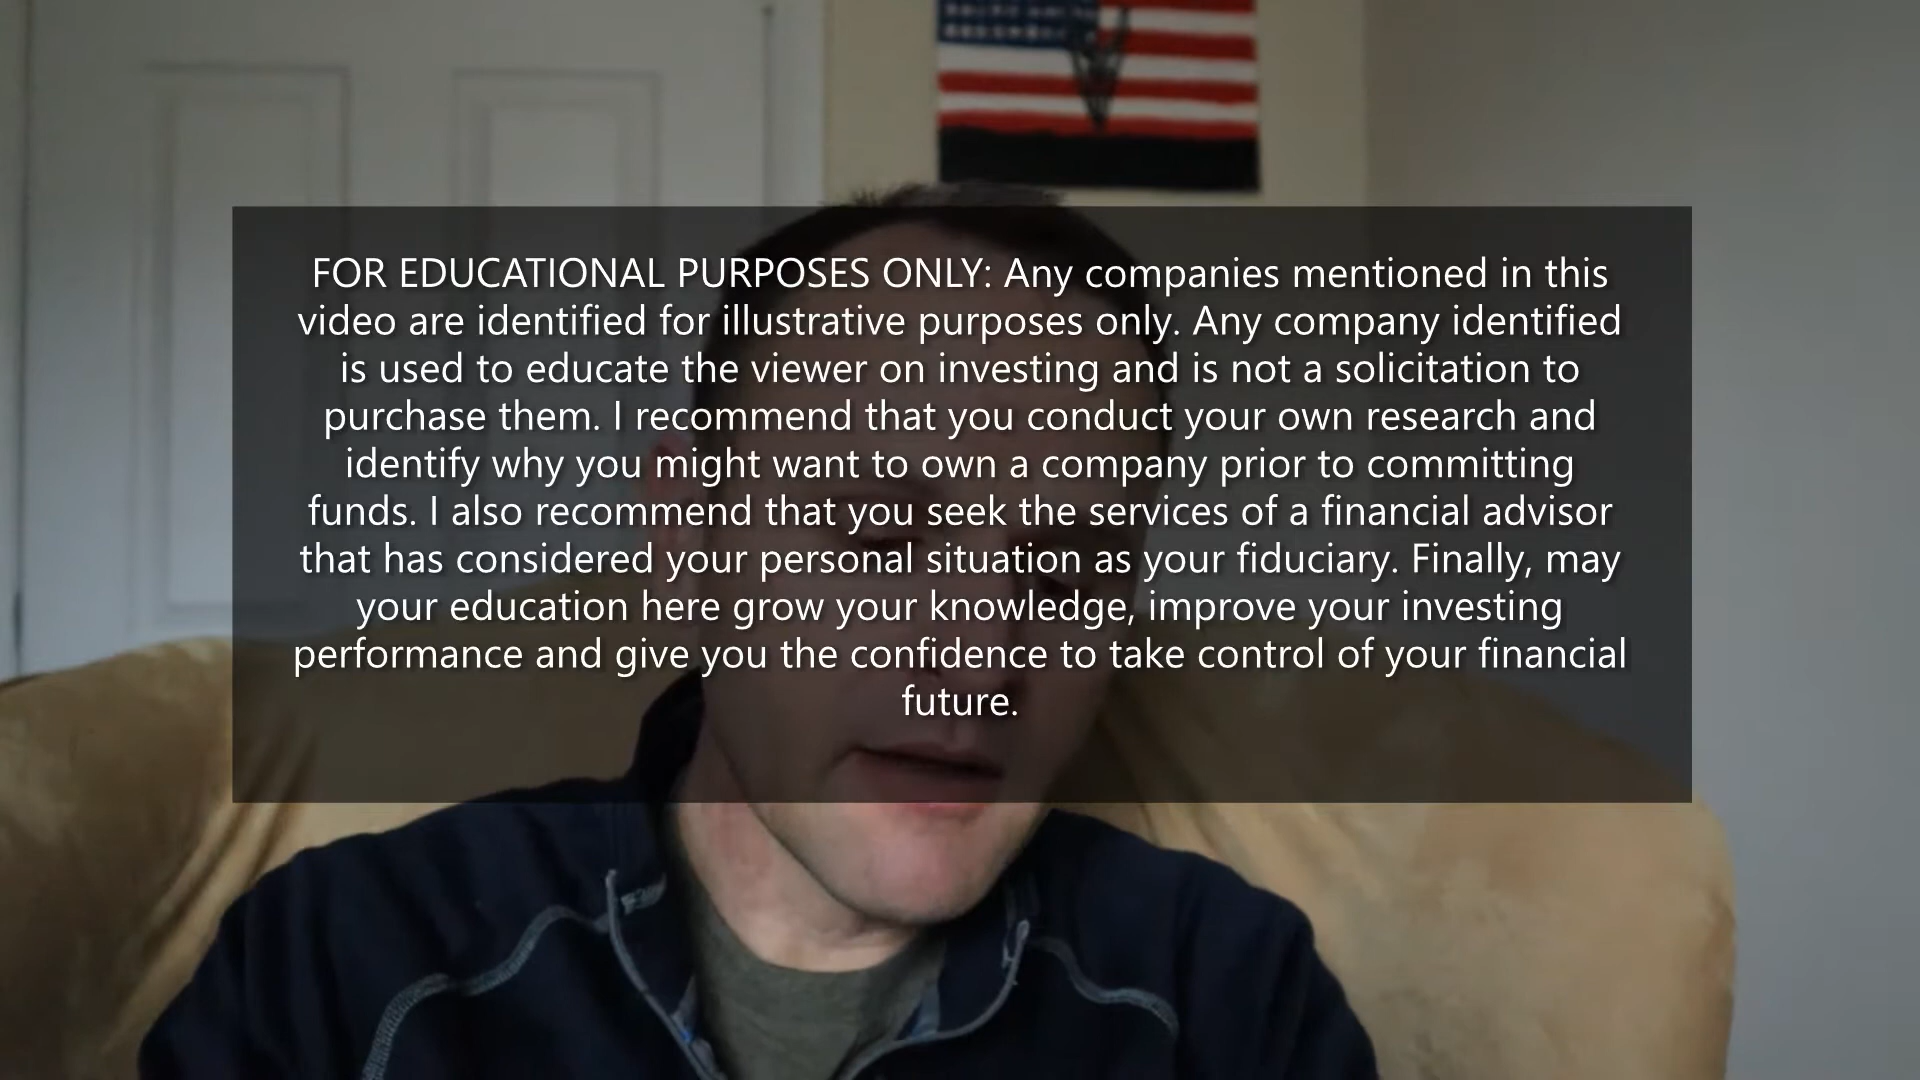 FOR EDUCATIONAL PURPOSES ONLY: Any companies mentioned in this
video are identified for illustrative purposes only. Any company identified
is used to educate the viewer on investing and is not a solicitation to
purchase them. I recommend that you conduct your own research and
identify why you might want to own a company prior to committing
funds. I also recommend that you seek the services of a financial advisor
that has considered your personal situation as your fiduciary. Finally, may
your education here grow your knowledge, improve your investing
performance and give you the confidence to take control of your financial
future.